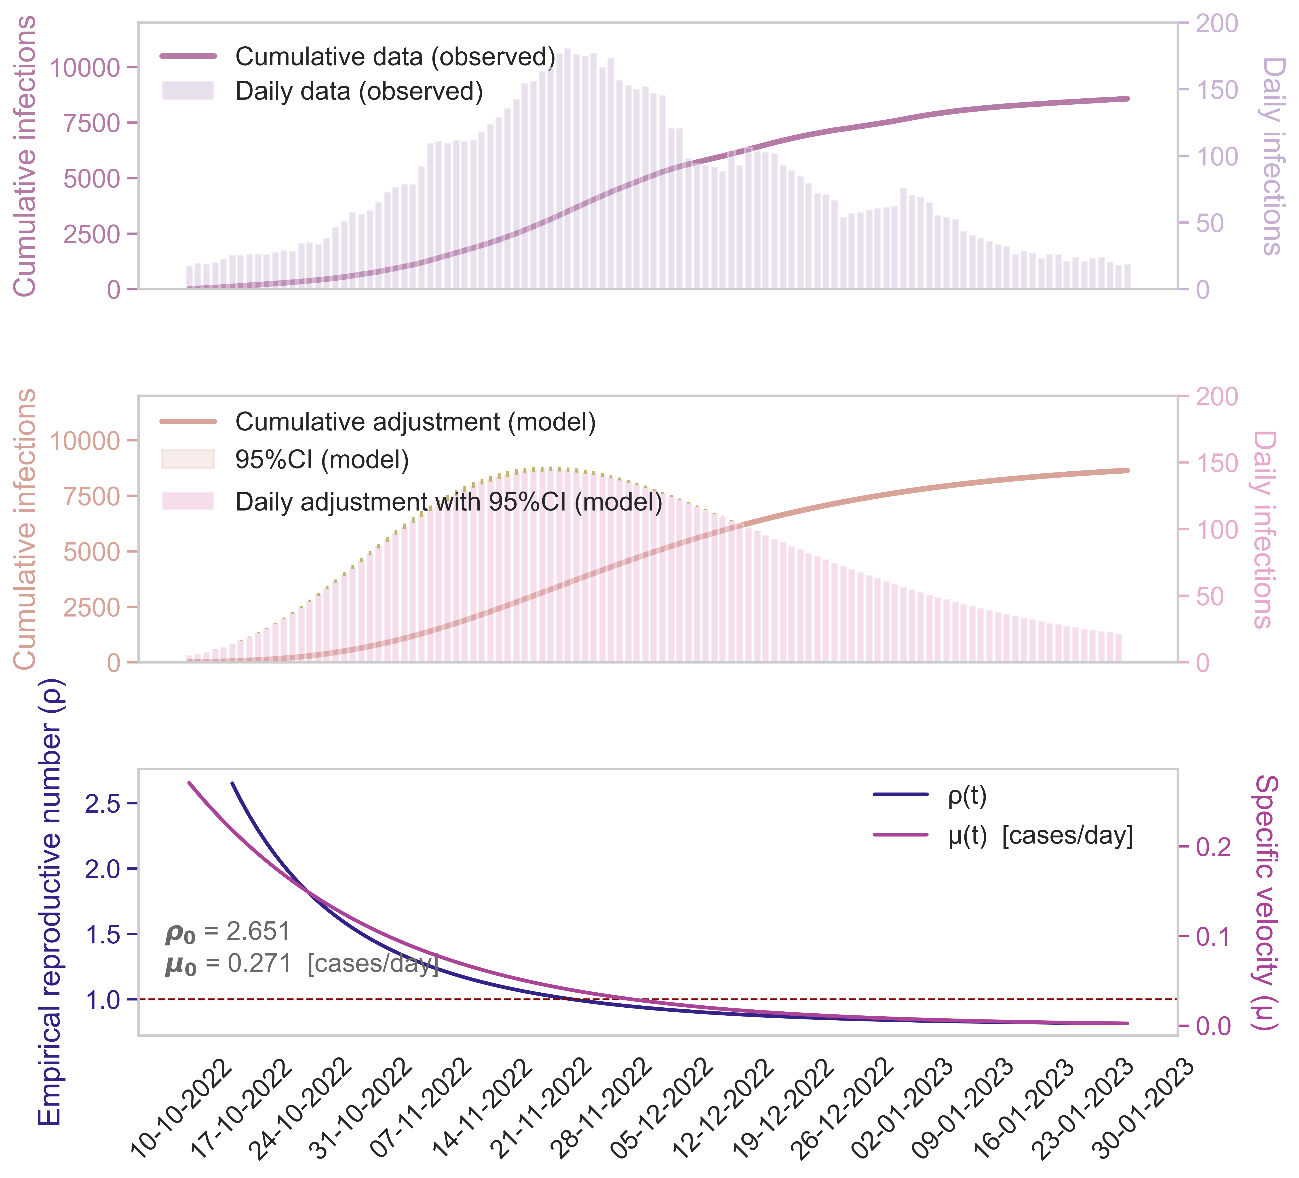 Cumulative infections
10000
7500
5000
2500
0
Cumulative data (observed)
Daily data (observed)
200
150
100
50
0
Daily infections
Cumulative infections
10000
7500
5000
2500
0
Cumulative adjustment (model)
95%CI (model)
Daily adjustment with 95%CI (model)
200
150
100
50
0
Daily infections
Empirical reproductive number (ρ)
2.5
2.0
1.5
1.0
ρ(t)
μ(t) [cases/day]
ρ₀ = 2.651
μ₀ = 0.271 [cases/day]
0.2
0.1
0.0
Specific velocity (μ)
10-10-2022
17-10-2022
24-10-2022
31-10-2022
07-11-2022
14-11-2022
21-11-2022
28-11-2022
05-12-2022
12-12-2022
19-12-2022
26-12-2022
02-01-2023
09-01-2023
16-01-2023
23-01-2023
30-01-2023